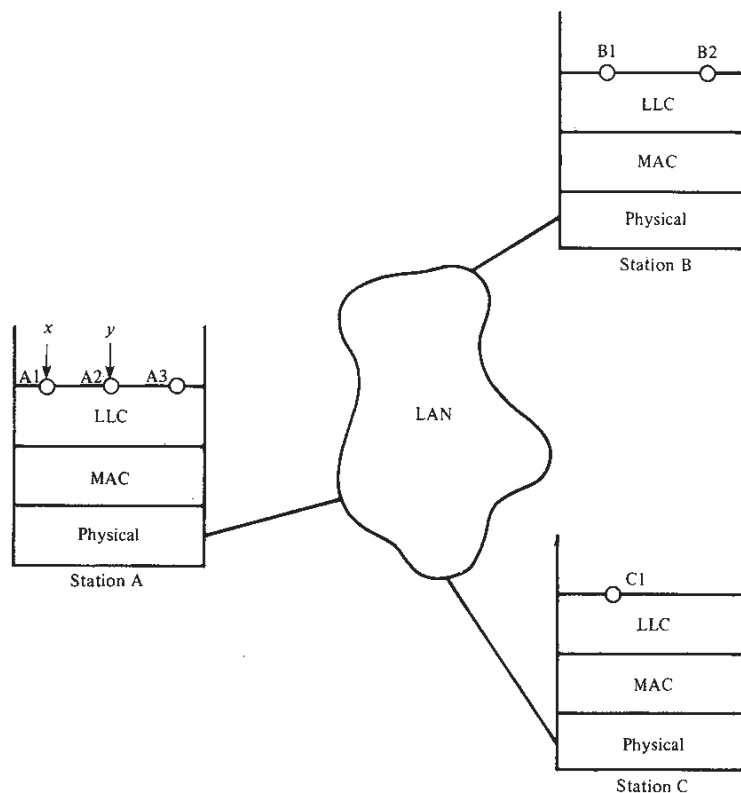 B1 B2
LLC
MAC
Physical
Station B
x y
A1 A2 A3
LLC
MAC
Physical
Station A
LAN
C1
LLC
MAC
Physical
Station C